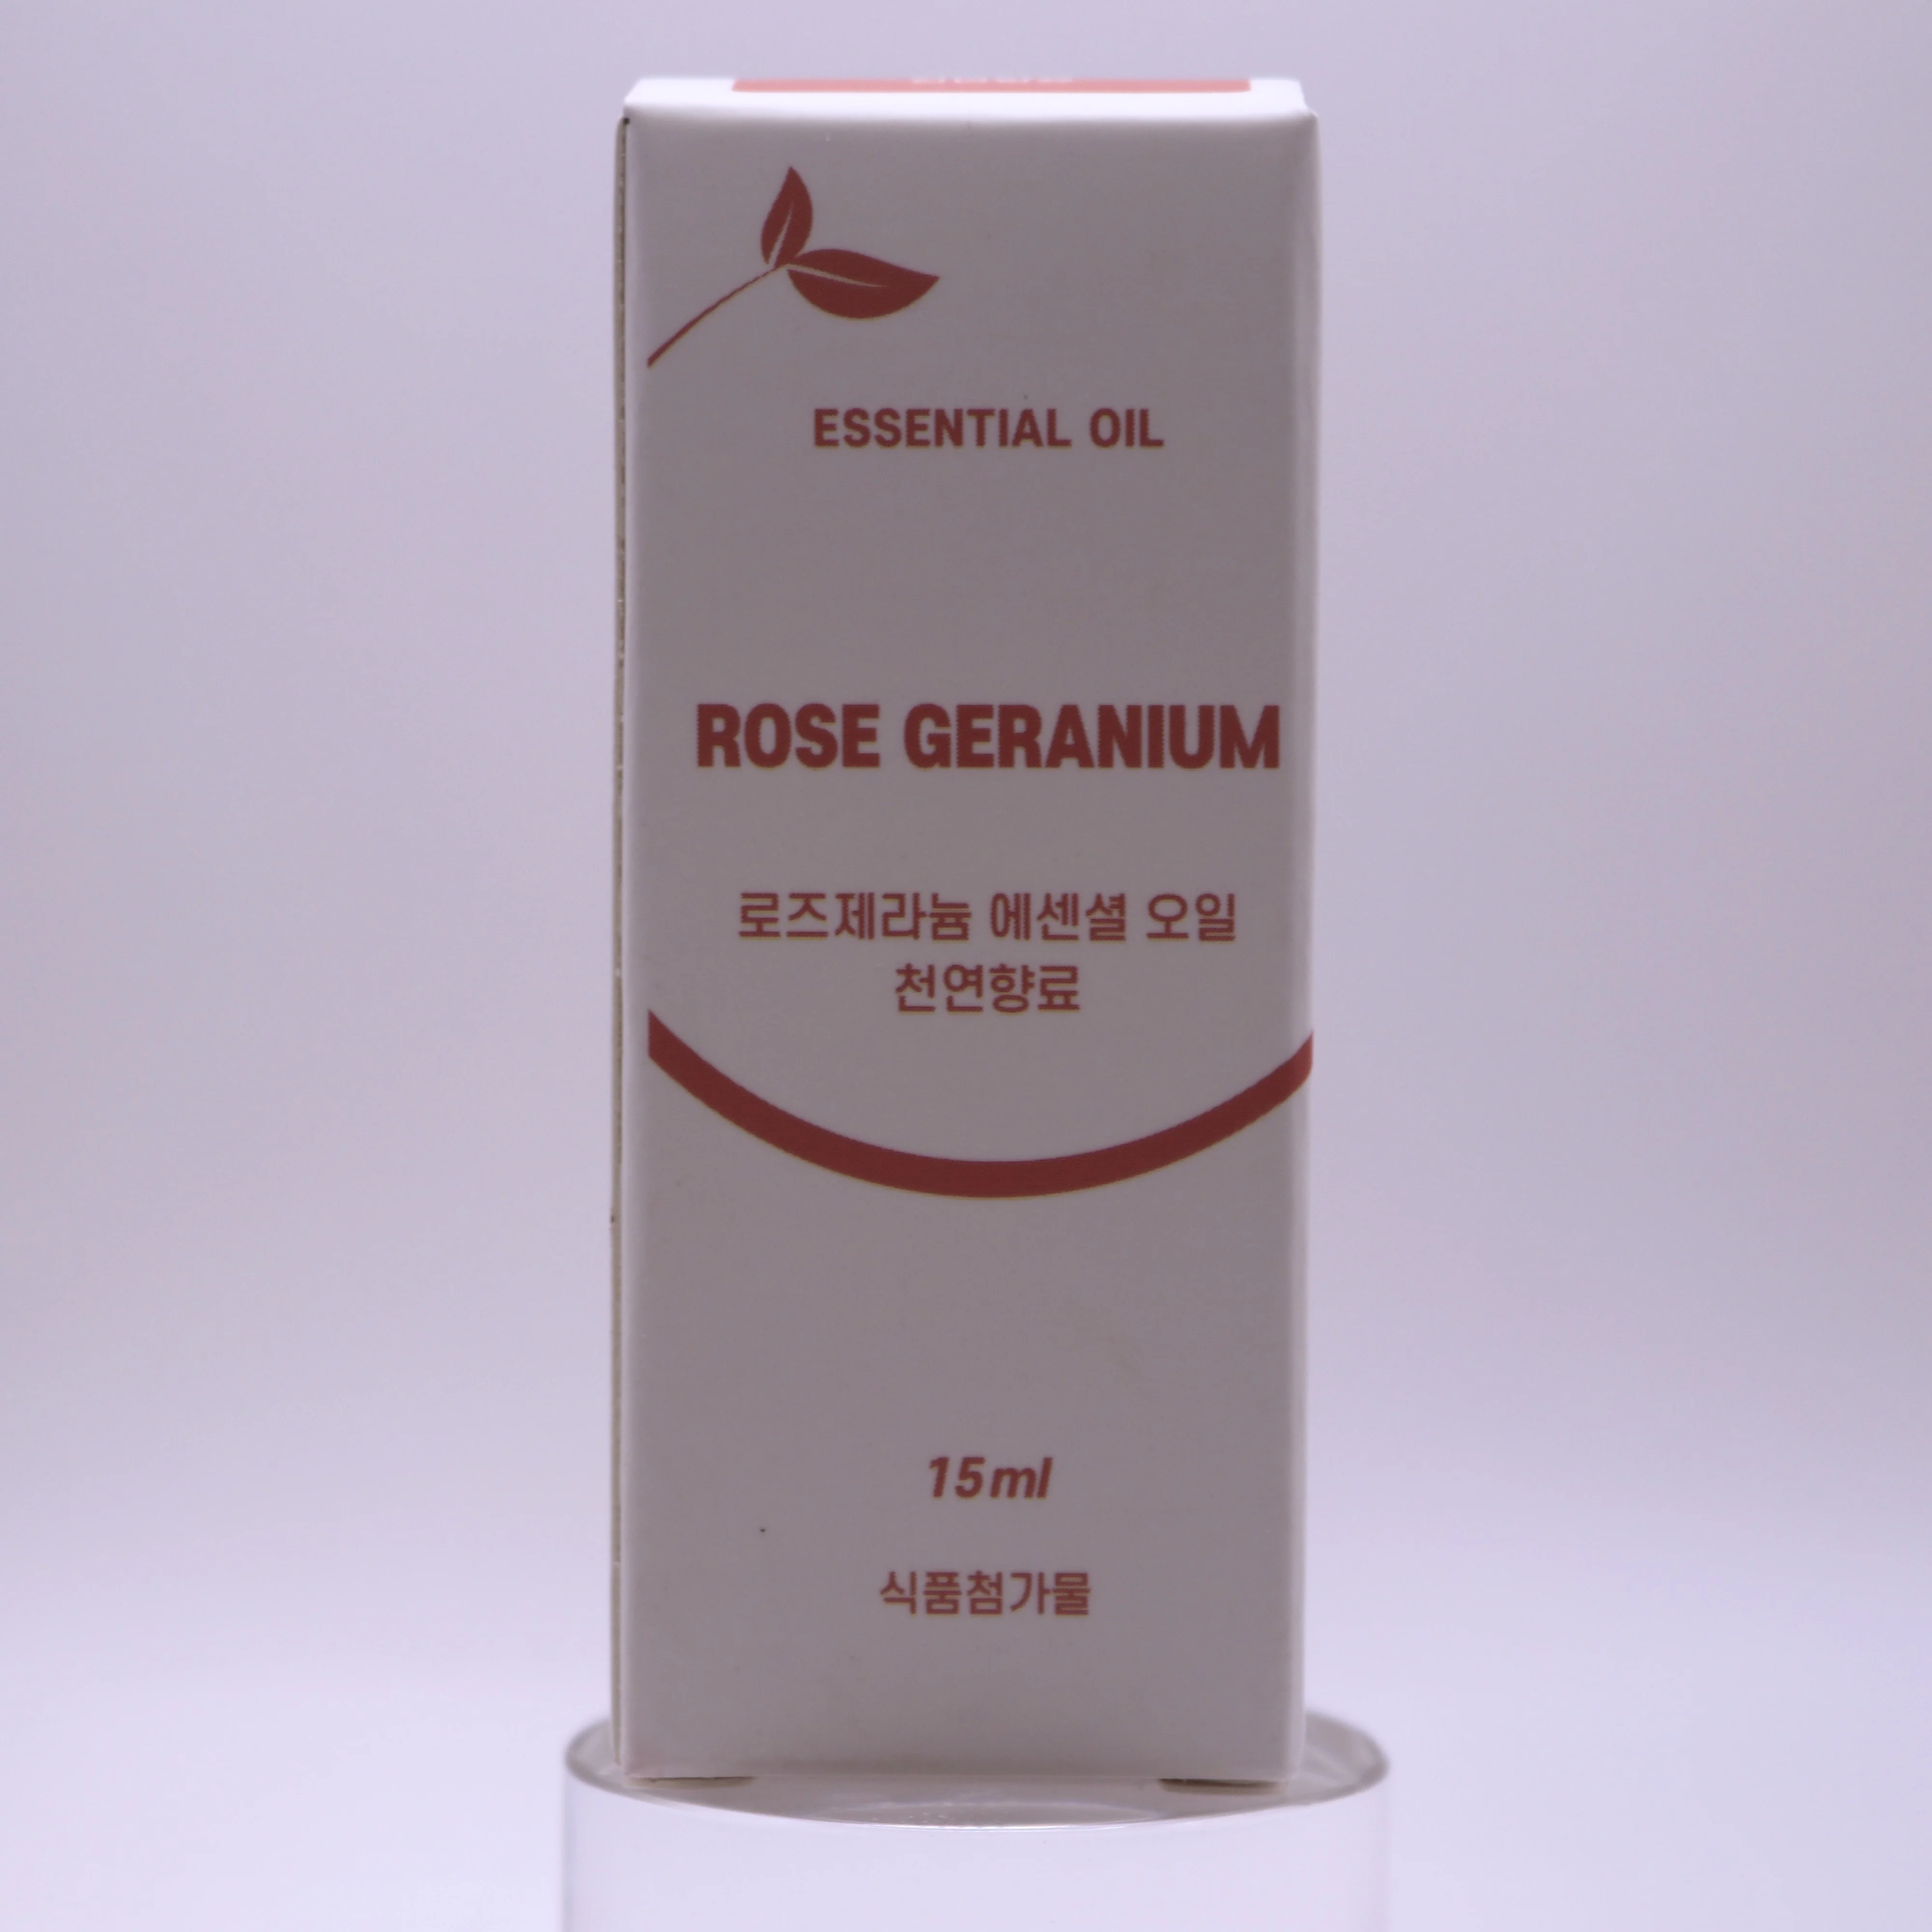 ESSENTIAL OIL
ROSE GERANIUM
로즈제라늄 에센셜 오일
천연향료
15ml
식품첨가물